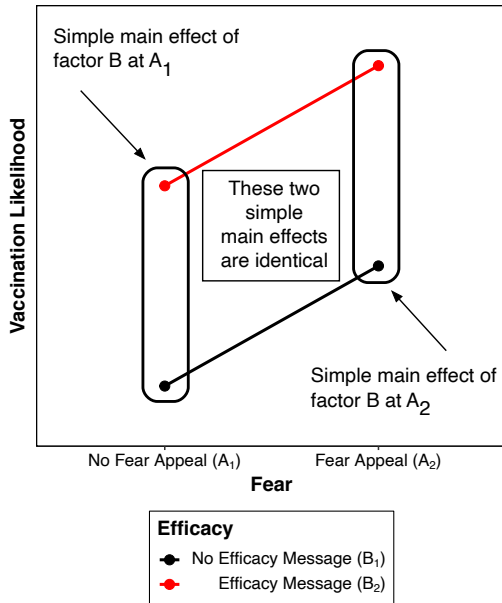 Simple main effect of
factor B at A1
Vaccination Likelihood
These two
simple
main effects
are identical
Simple main effect of
factor B at A2
No Fear Appeal (A1)
Fear Appeal (A2)
Fear
Efficacy
No Efficacy Message (B1)
Efficacy Message (B2)